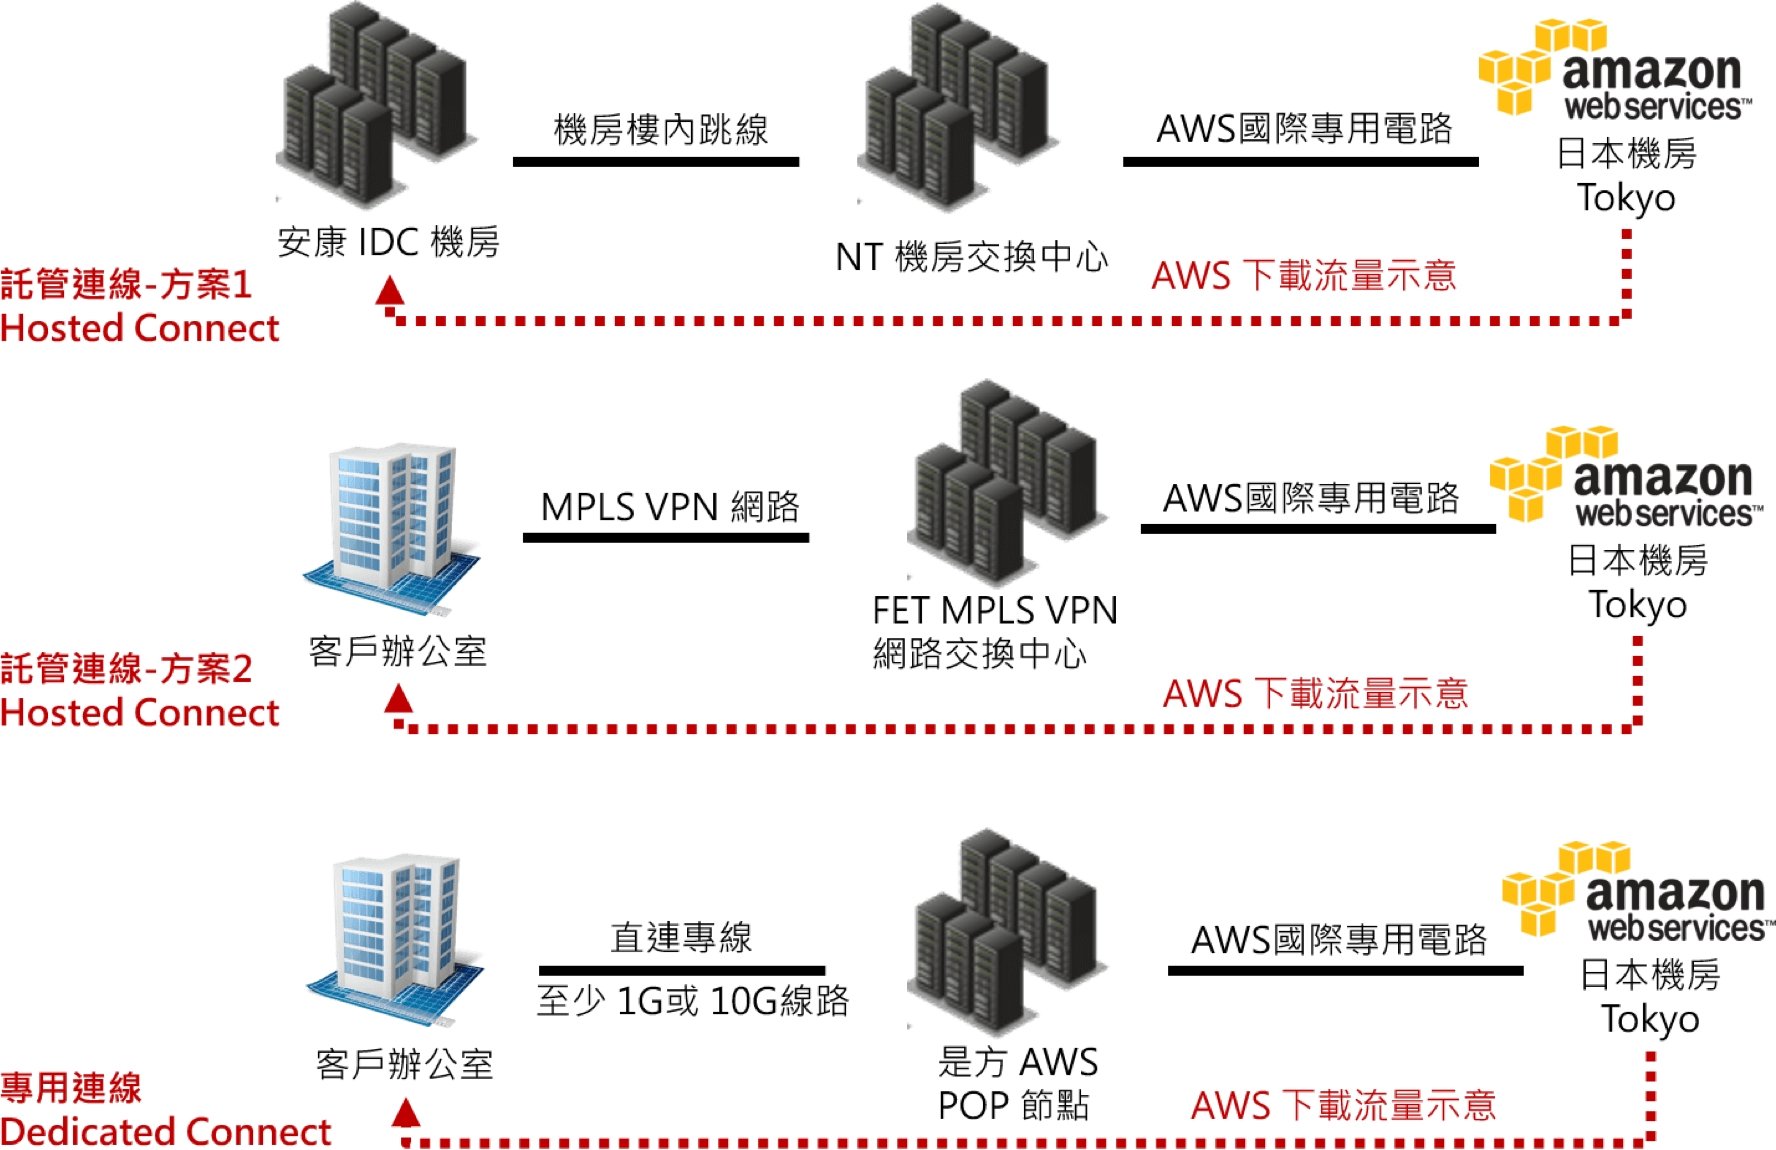 機房樓內跳線
AWS國際專用電路
amazon
web services™
日本機房
Tokyo
安康 IDC 機房
NT 機房交換中心
託管連線-方案1
Hosted Connect
AWS 下載流量示意
MPLS VPN 網路
AWS國際專用電路
amazon
web services™
日本機房
Tokyo
客戶辦公室
FET MPLS VPN
網路交換中心
託管連線-方案2
Hosted Connect
AWS 下載流量示意
直連專線
至少 1G或 10G線路
AWS國際專用電路
amazon
web services™
日本機房
Tokyo
客戶辦公室
是方 AWS
POP 節點
專用連線
Dedicated Connect
AWS 下載流量示意